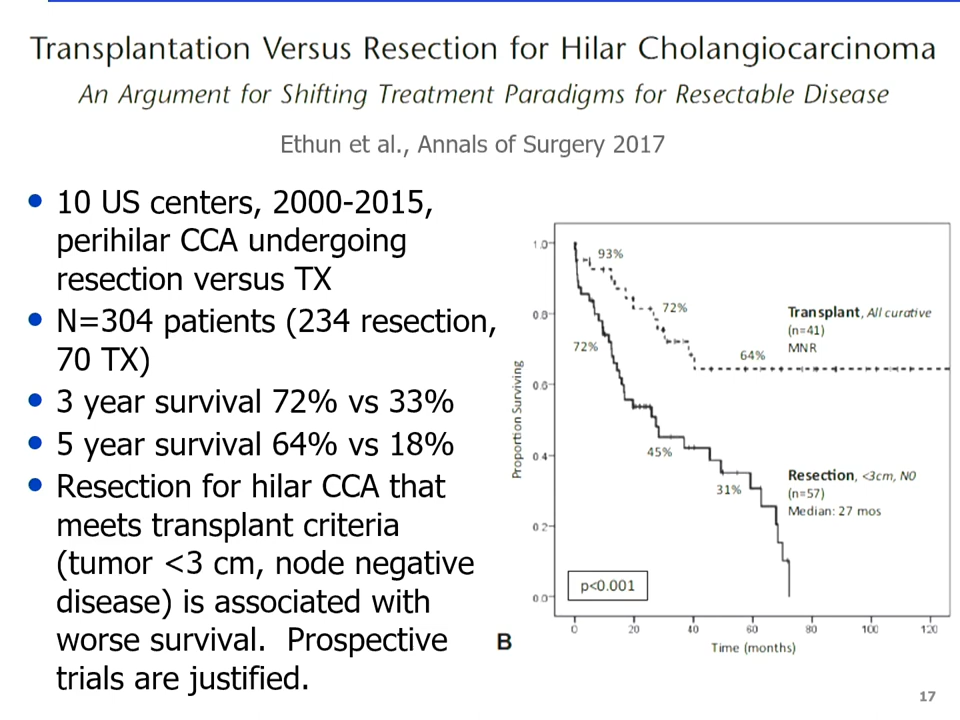 Transplantation Versus Resection for Hilar Cholangiocarcinoma
An Argument for Shifting Treatment Paradigms for Resectable Disease
Ethun et al., Annals of Surgery 2017
• 10 US centers, 2000-2015,
perihilar CCA undergoing
resection versus TX
• N=304 patients (234 resection,
70 TX)
• 3 year survival 72% vs 33%
• 5 year survival 64% vs 18%
• Resection for hilar CCA that
meets transplant criteria
(tumor <3 cm, node negative
disease) is associated with
worse survival. Prospective
trials are justified.
Proportion Surviving
1.0
0.8
0.6
0.4
0.2
0.0
93%
72%
64%
72%
45%
31%
Transplant, All curative
(n=41)
MNR
Resection, <3cm, N0
(n=57)
Median: 27 mos
p<0.001
0 20 40 60 80 100 120
Time (months)
B
17